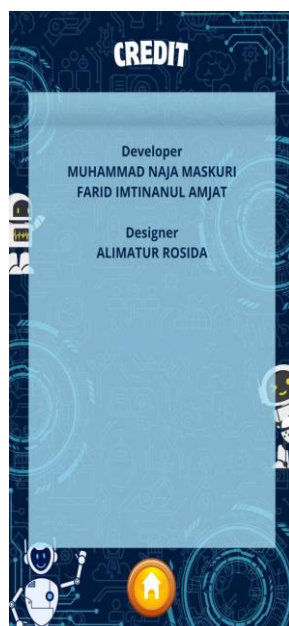 CREDIT
Developer
MUHAMMAD NAJA MASKURI
FARID IMTINANUL AMJAT
Designer
ALIMATUR ROSIDA